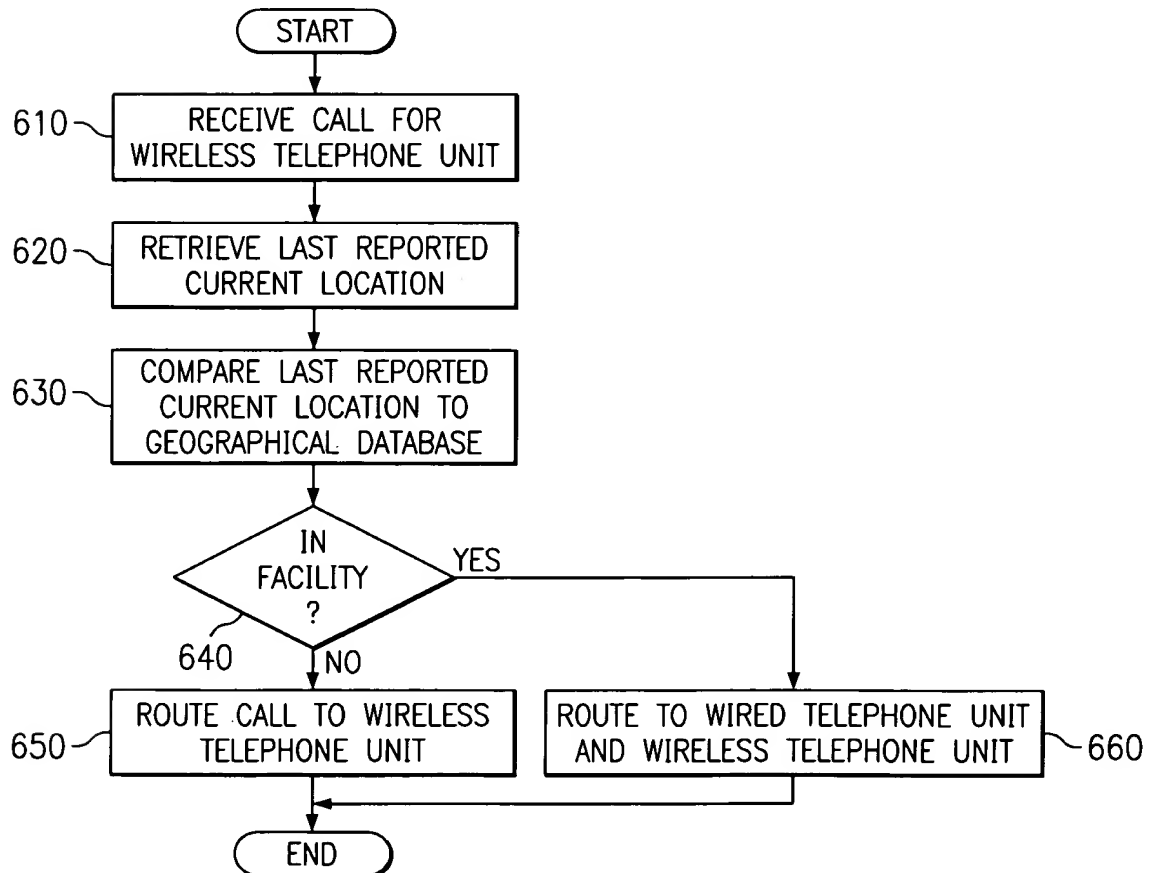 START
610
RECEIVE CALL FOR
WIRELESS TELEPHONE UNIT
620
RETRIEVE LAST REPORTED
CURRENT LOCATION
630
COMPARE LAST REPORTED
CURRENT LOCATION TO
GEOGRAPHICAL DATABASE
IN
FACILITY
?
YES
640
NO
650
ROUTE CALL TO WIRELESS
TELEPHONE UNIT
ROUTE TO WIRED TELEPHONE UNIT
AND WIRELESS TELEPHONE UNIT
660
END